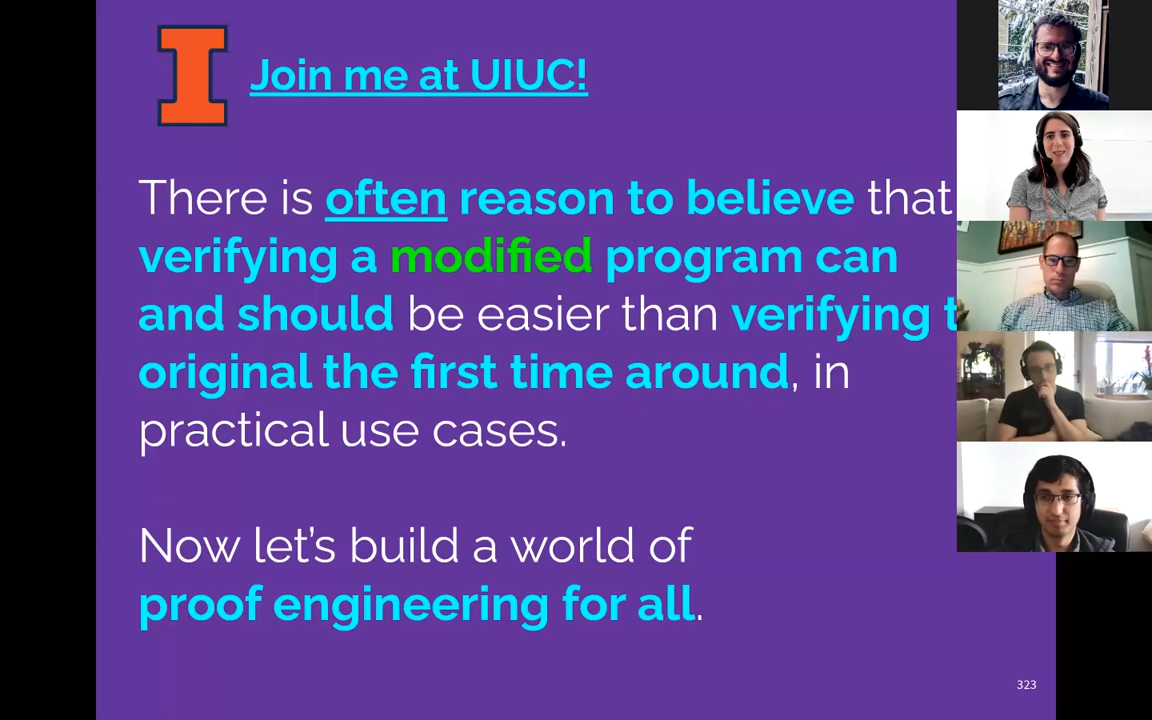 Join me at UIUC!
There is often reason to believe that
verifying a modified program can
and should be easier than verifying
original the first time around, in
practical use cases.
Now let's build a world of
proof engineering for all.
323